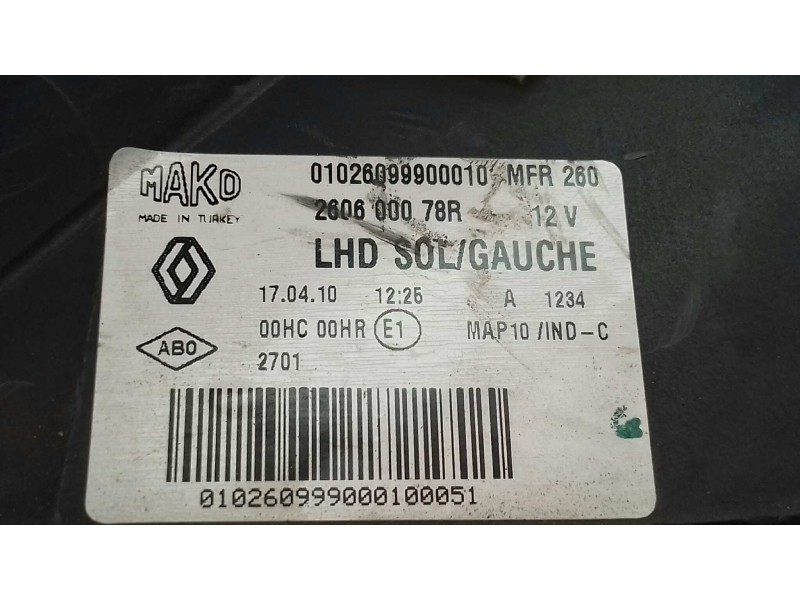 MAKO
MADE IN TURKEY
01026099900010 MFR 260
2606 000 78R 12 V
LHD SOL/GAUCHE
17.04.10 12:26 A 1234
00HC 00HR E1 MAP10 /IND-C
ABO
2701
010260999000100051